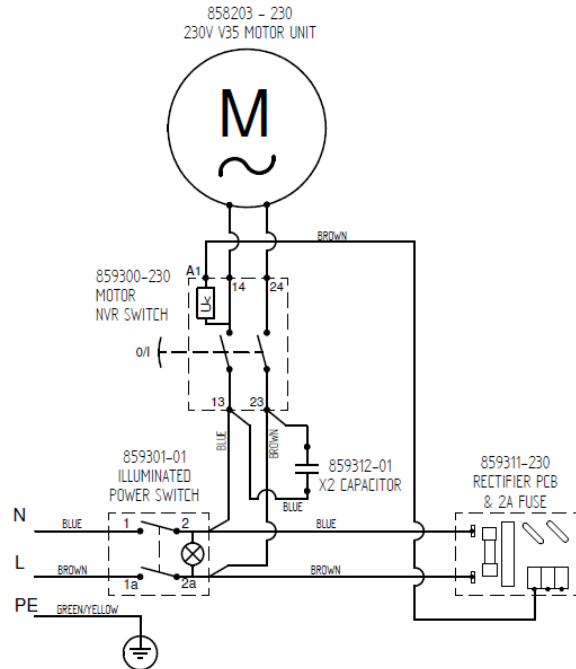 858203 - 230
230V V35 MOTOR UNIT
M
BROWN
859300-230
MOTOR
NVR SWITCH
A1
14
24
U<
0/I
13
23
BLUE
BROWN
859301-01
ILLUMINATED
POWER SWITCH
859312-01
X2 CAPACITOR
BLUE
859311-230
RECTIFIER PCB
& 2A FUSE
N
BLUE
1
2
BLUE
L
BROWN
1a
2a
BROWN
PE
GREEN/YELLOW